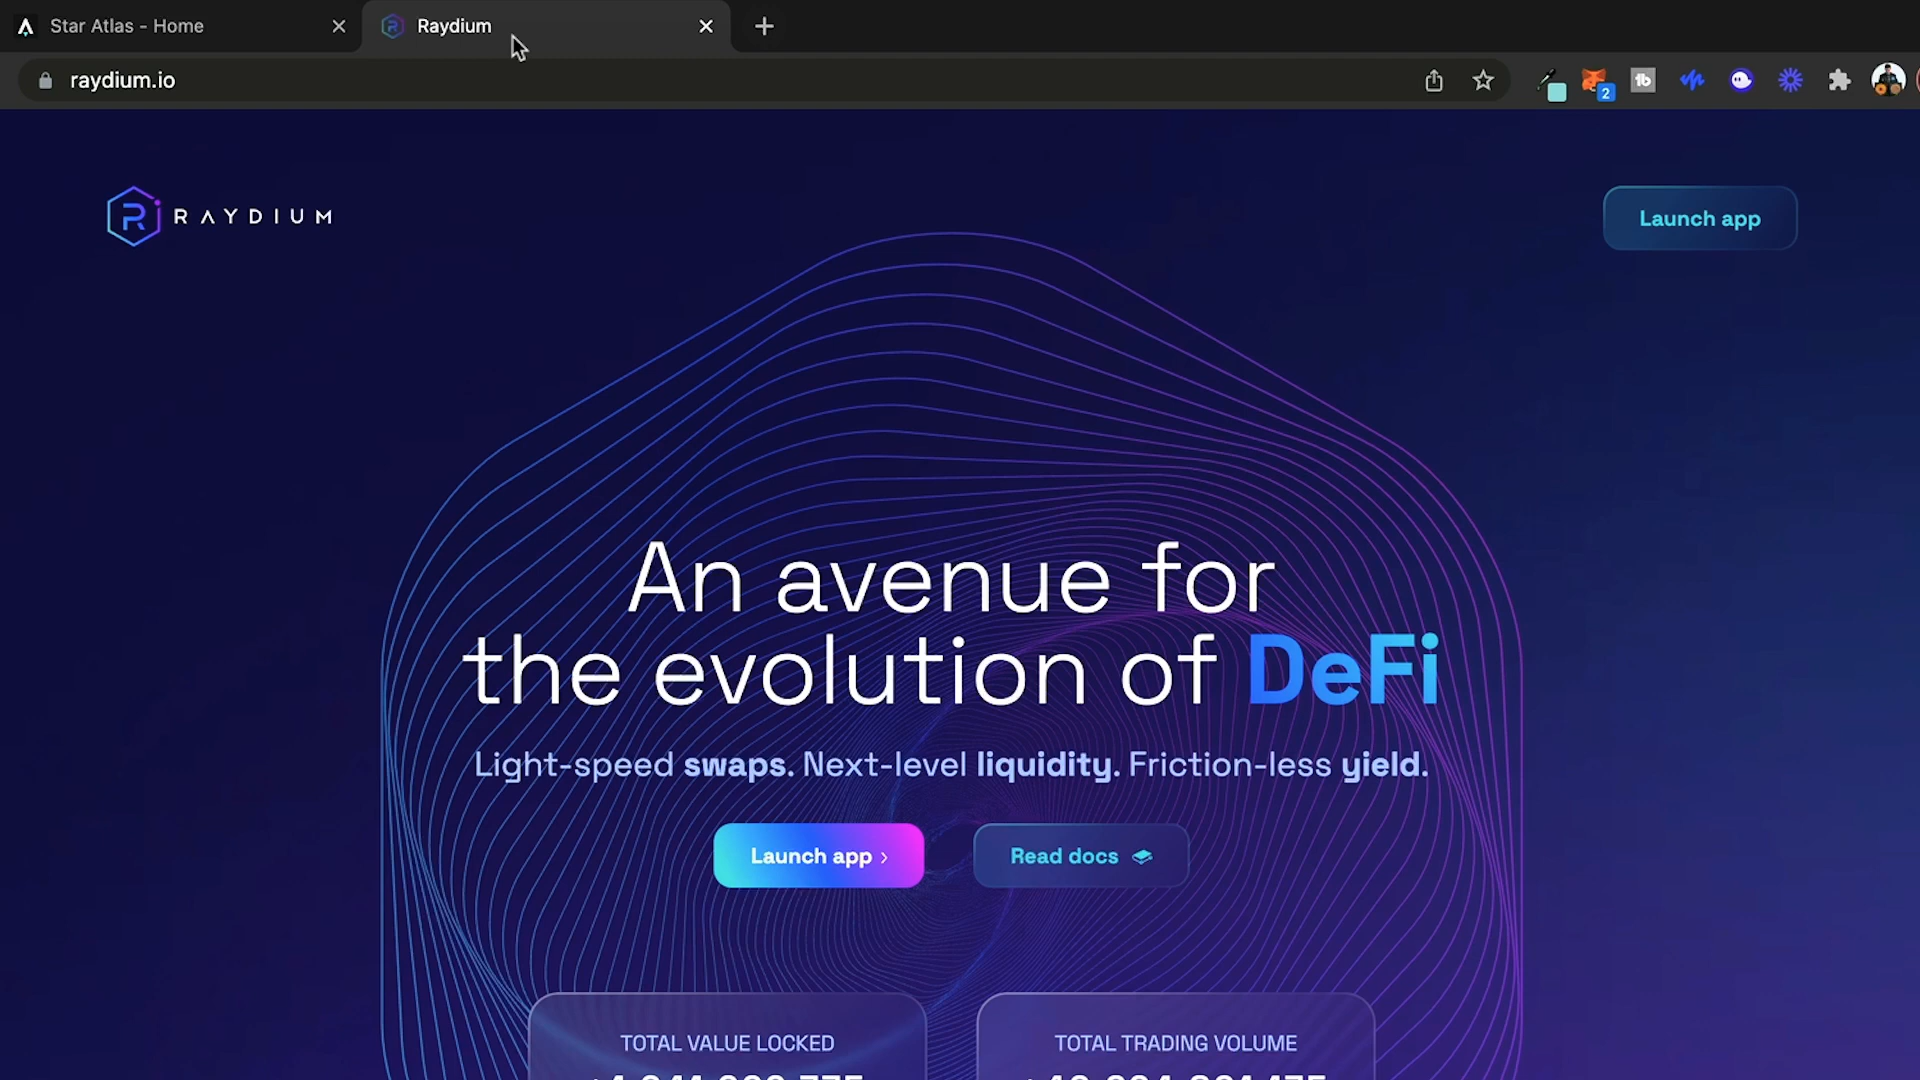 Star Atlas - Home
Raydium
raydium.io
2
RAYDIUM
Launch app
An avenue for
the evolution of DeFi
Light-speed swaps. Next-level liquidity. Friction-less yield.
Launch app ›
Read docs
TOTAL VALUE LOCKED
TOTAL TRADING VOLUME